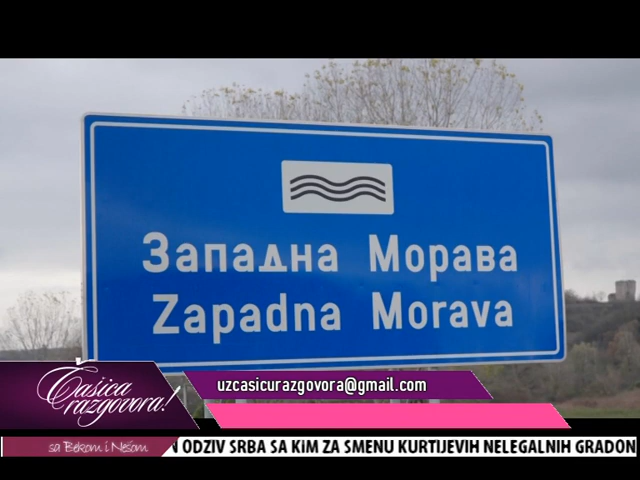 Западна Морава
Zapadna Morava
Čašica
razgovora!
uzcasicurazgovora@gmail.com
sa Bekom i Nešom
ODZIV SRBA SA KiM ZA SMENU KURTIJEVIH NELEGALNIH GRADON